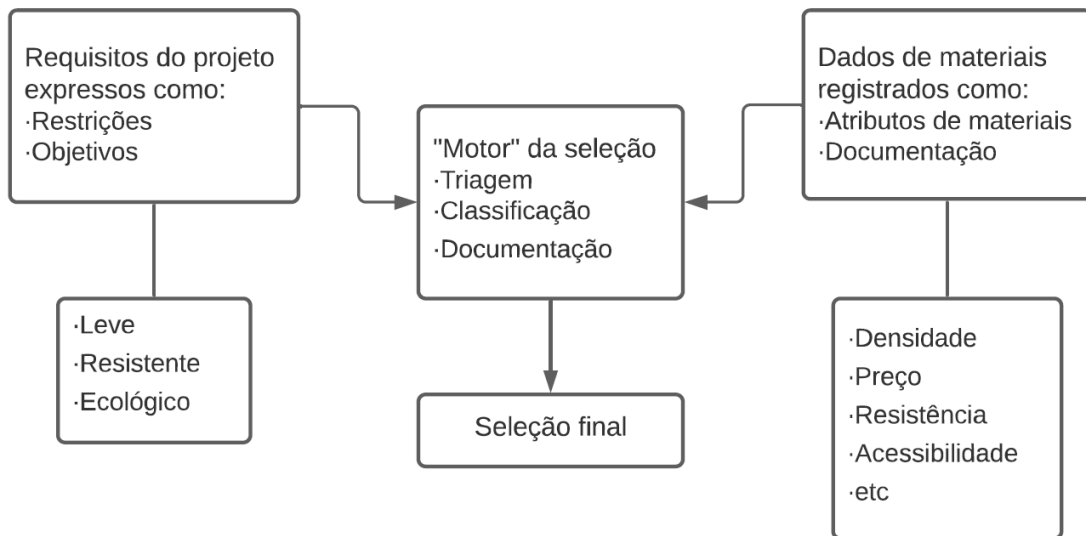 Requisitos do projeto
expressos como:
·Restrições
·Objetivos
"Motor" da seleção
·Triagem
·Classificação
·Documentação
Dados de materiais
registrados como:
·Atributos de materiais
·Documentação
·Leve
·Resistente
·Ecológico
Seleção final
·Densidade
·Preço
·Resistência
·Acessibilidade
·etc